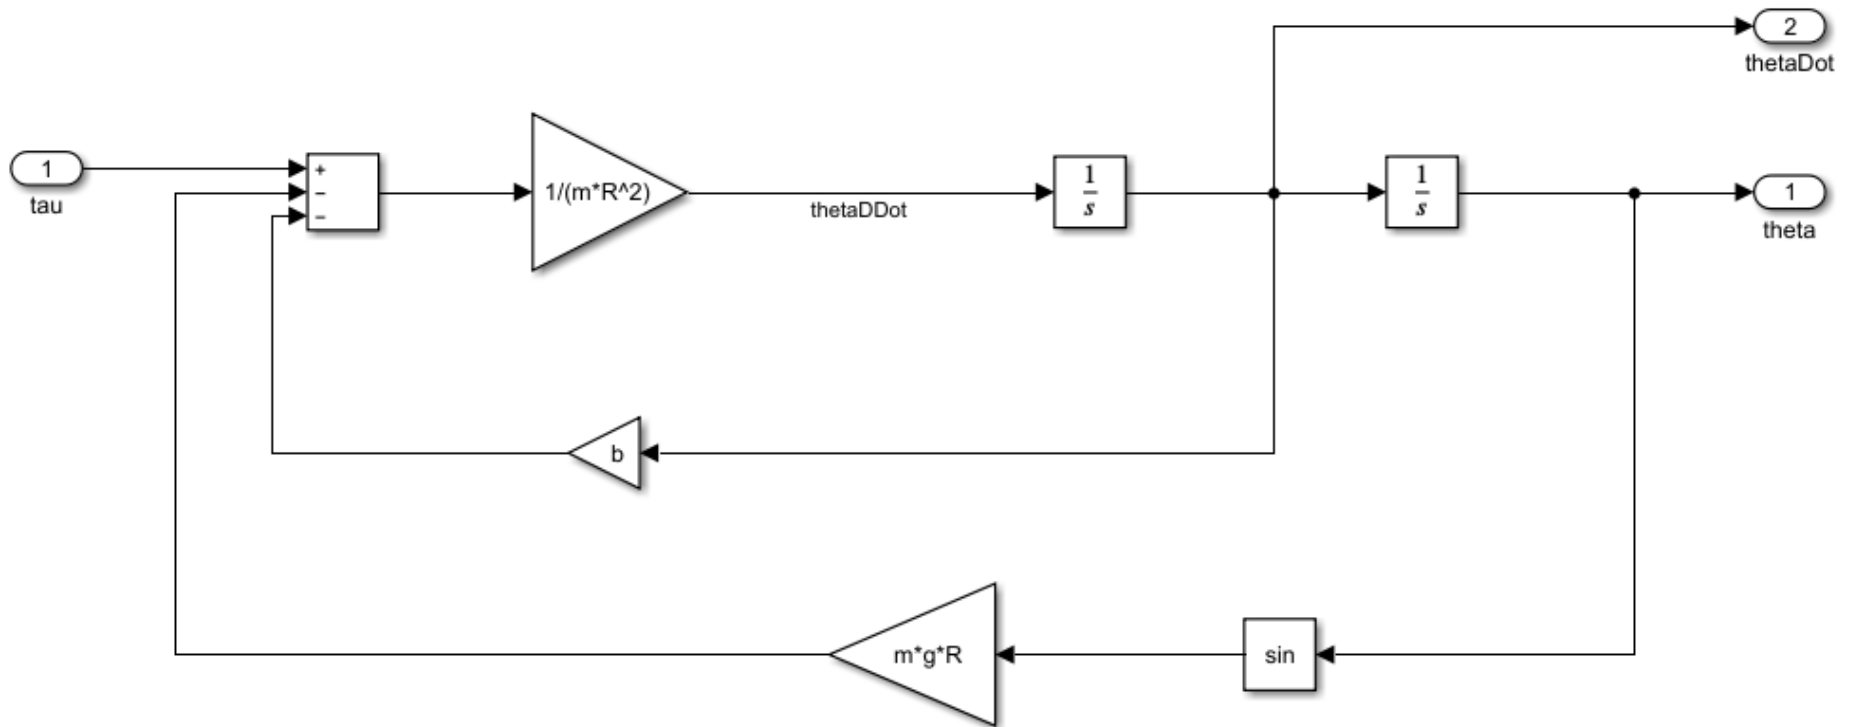 2
thetaDot
1
tau
+
−
−
1/(m*R^2)
thetaDDot
1
s
1
s
1
theta
b
m*g*R
sin